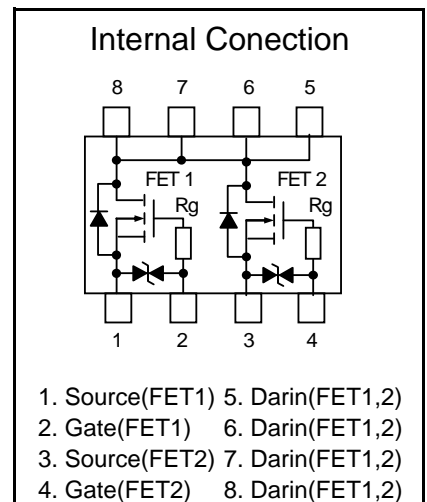 Internal Conection
8 7 6 5
FET 1 FET 2
Rg Rg
1 2 3 4
1. Source(FET1) 5. Darin(FET1,2)
2. Gate(FET1) 6. Darin(FET1,2)
3. Source(FET2) 7. Darin(FET1,2)
4. Gate(FET2) 8. Darin(FET1,2)